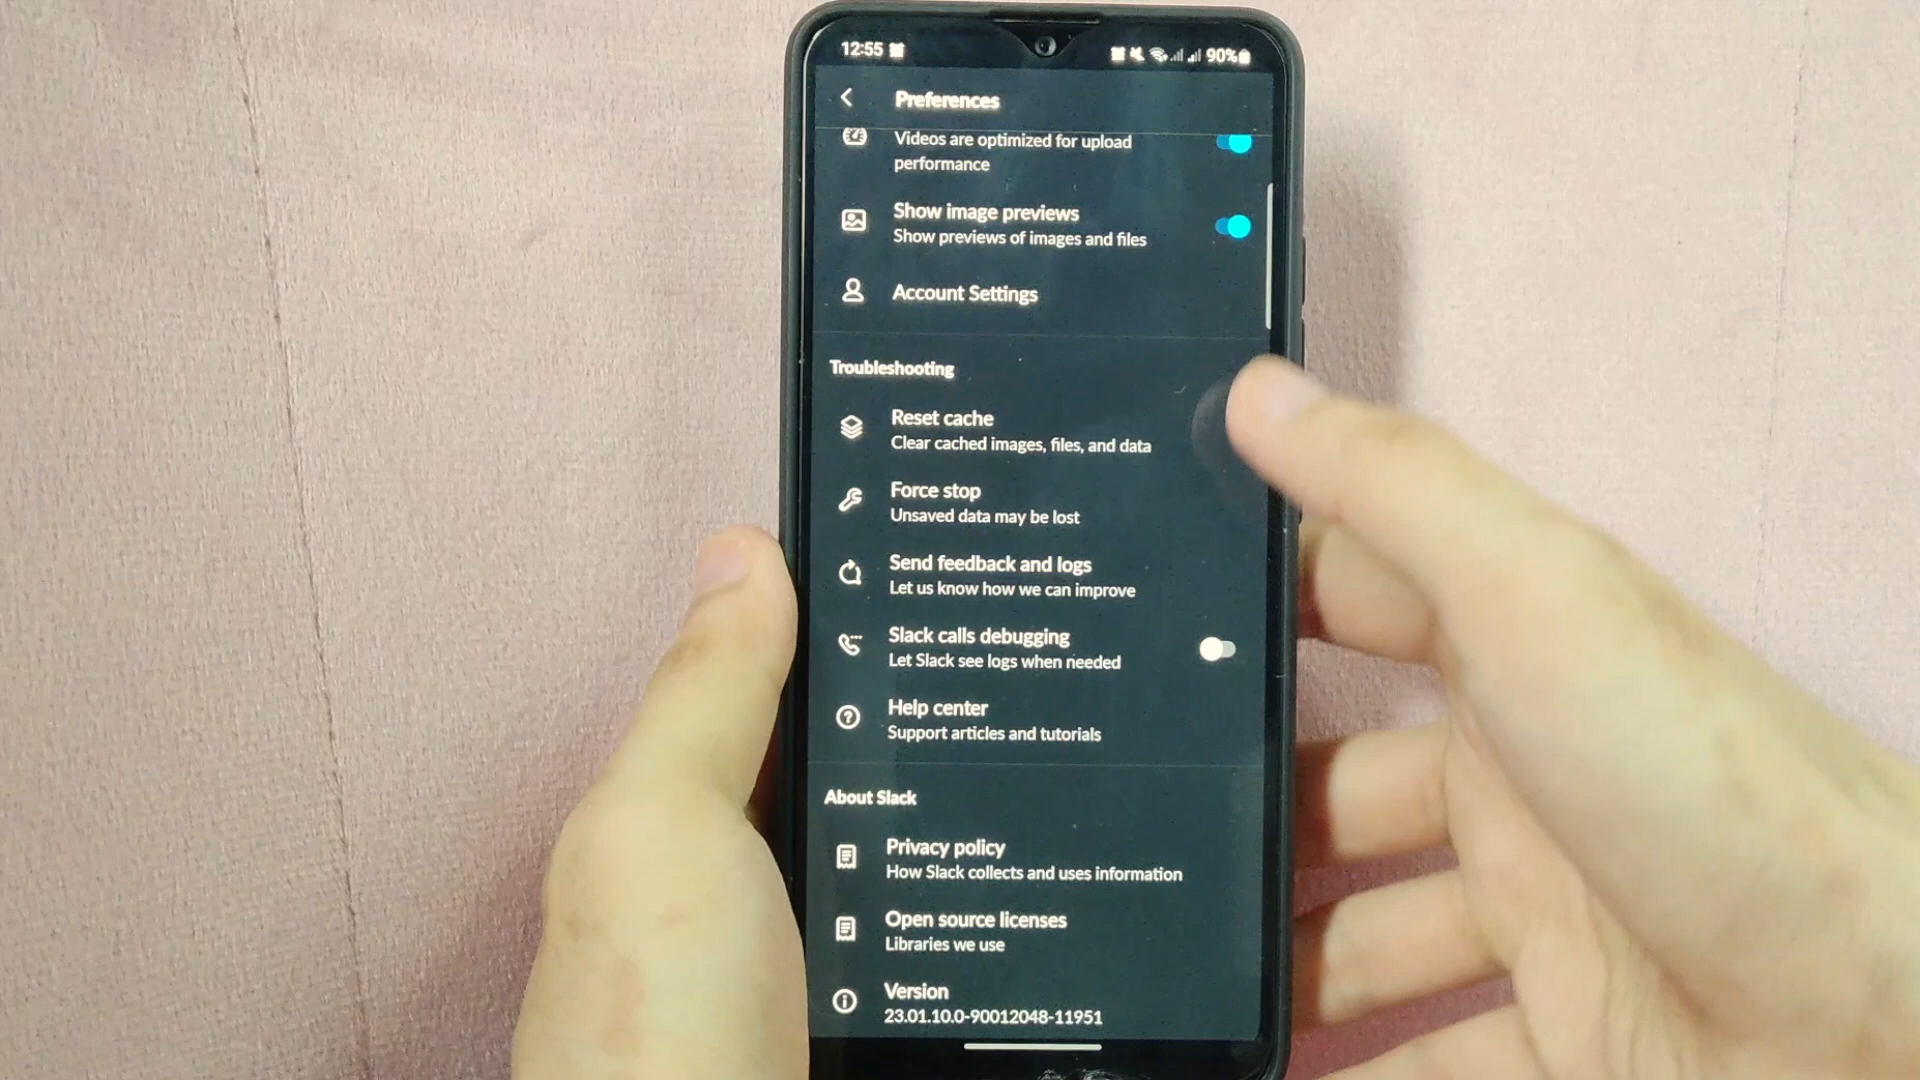 12:55
90%
Preferences
Videos are optimized for upload
performance
Show image previews
Show previews of images and files
Account Settings
Troubleshooting
Reset cache
Clear cached images, files, and data
Force stop
Unsaved data may be lost
Send feedback and logs
Let us know how we can improve
Slack calls debugging
Let Slack see logs when needed
Help center
Support articles and tutorials
About Slack
Privacy policy
How Slack collects and uses information
Open source licenses
Libraries we use
Version
23.01.10.0-90012048-11951